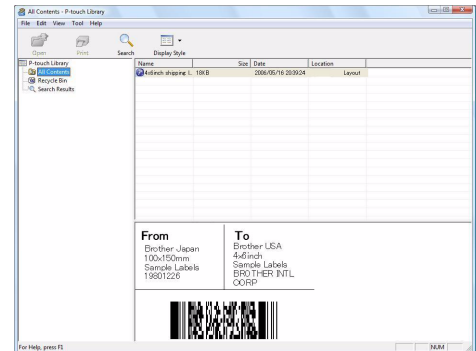 All Contents - P-touch Library
File Edit View Tool Help
Open Print Search Display Style
P-touch Library
All Contents
Recycle Bin
Search Results
Name Size Date Location
4x6inch shipping l.. 18KB 2006/05/16 20:39:24 Layout
From
Brother Japan
100x150mm
Sample Labels
19801226
To
Brother USA
4x6inch
Sample Labels
BROTHER INTL
CORP
For Help, press F1
NUM